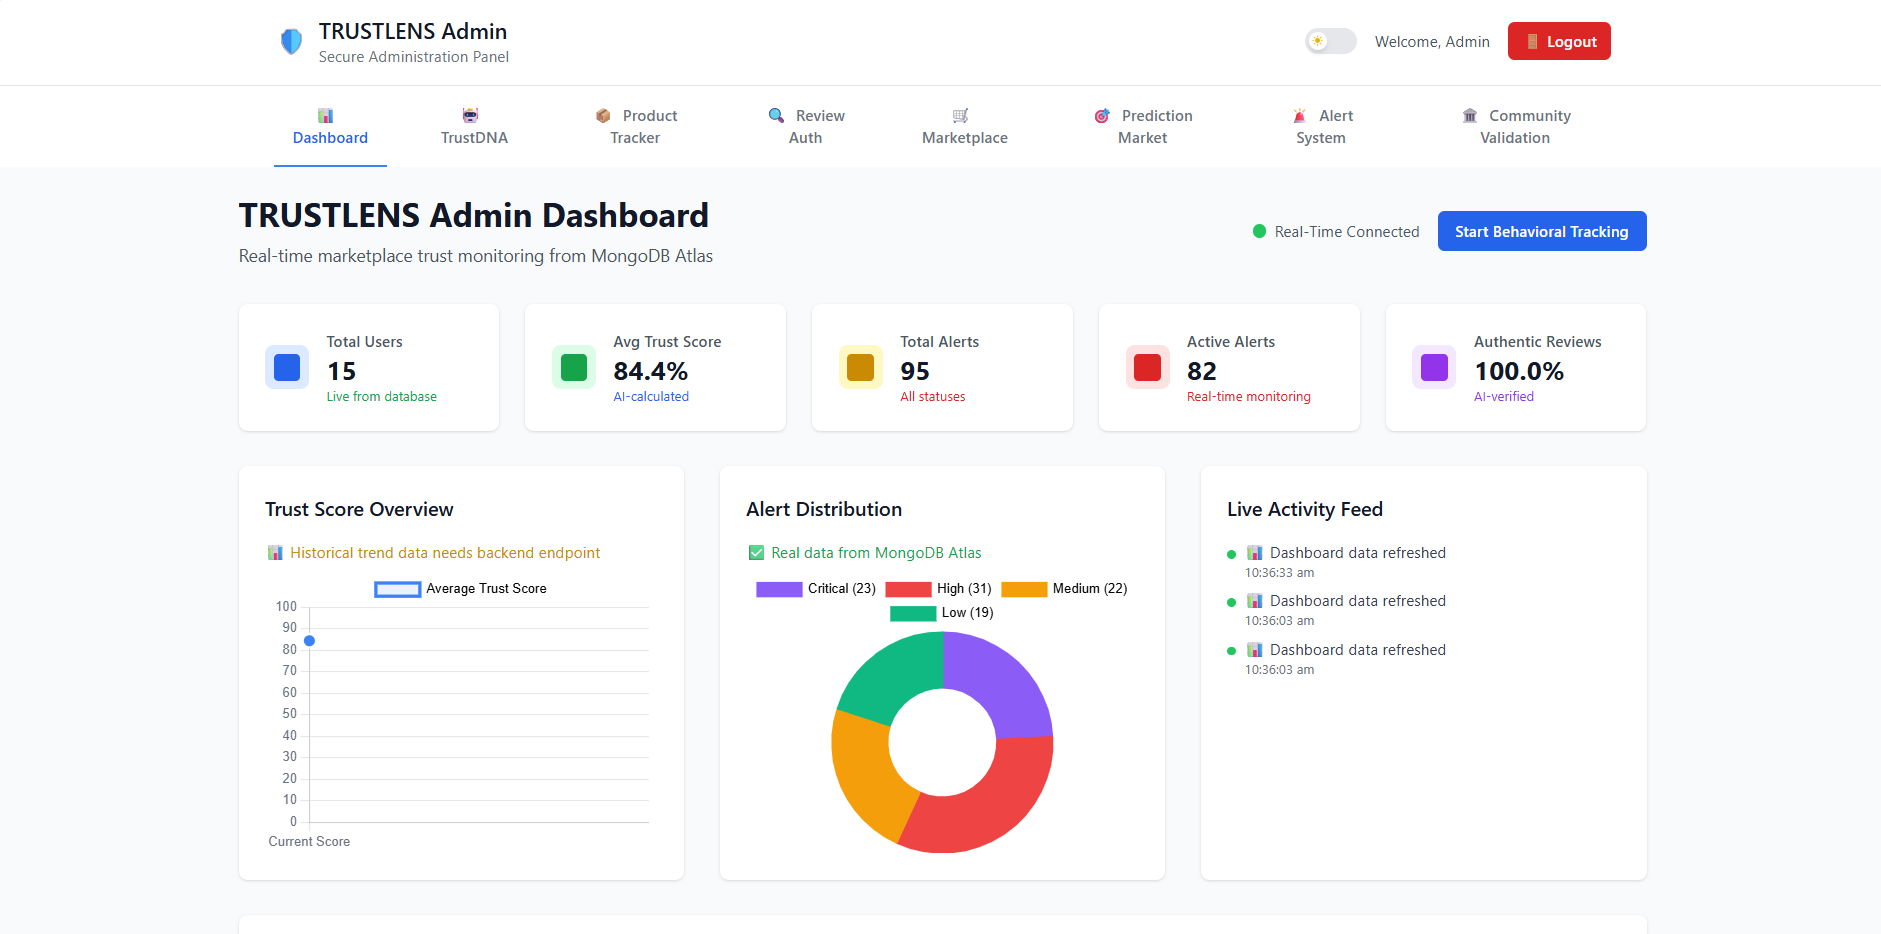 TRUSTLENS Admin
Secure Administration Panel
Welcome, Admin
Logout
Dashboard
TrustDNA
Product
Tracker
Review
Auth
Marketplace
Prediction
Market
Alert
System
Community
Validation
TRUSTLENS Admin Dashboard
Real-time marketplace trust monitoring from MongoDB Atlas
Real-Time Connected
Start Behavioral Tracking
Total Users
15
Live from database
Avg Trust Score
84.4%
AI-calculated
Total Alerts
95
All statuses
Active Alerts
82
Real-time monitoring
Authentic Reviews
100.0%
AI-verified
Trust Score Overview
Historical trend data needs backend endpoint
Average Trust Score
100
90
80
70
60
50
40
30
20
10
0
Current Score
Alert Distribution
Real data from MongoDB Atlas
Critical (23) High (31) Medium (22)
Low (19)
Live Activity Feed
Dashboard data refreshed
10:36:33 am
Dashboard data refreshed
10:36:03 am
Dashboard data refreshed
10:36:03 am